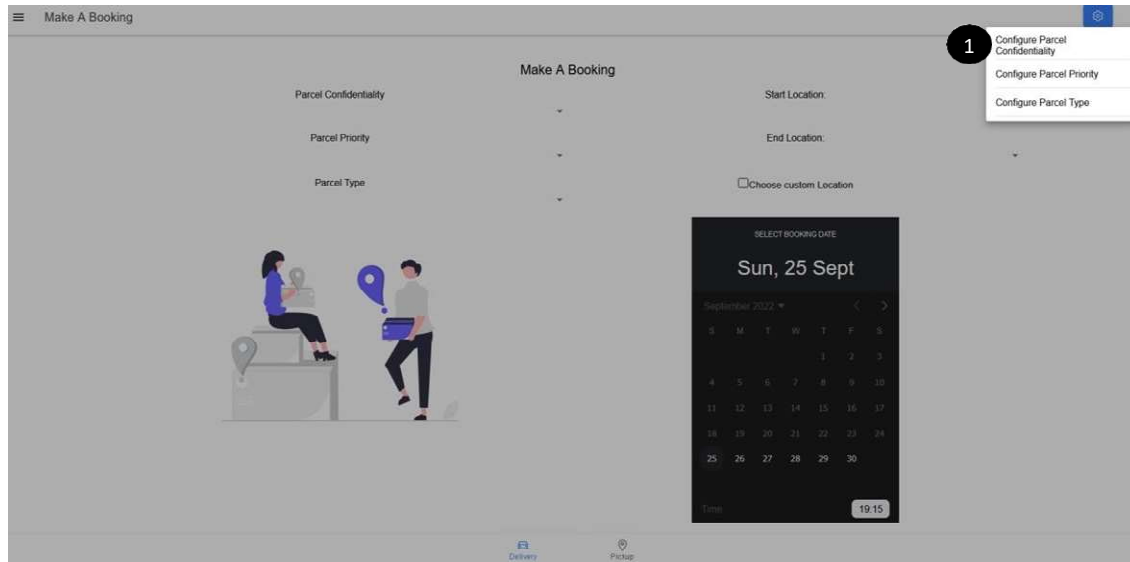 Make A Booking
1
Configure Parcel
Confidentiality
Configure Parcel Priority
Configure Parcel Type
Make A Booking
Parcel Confidentiality
Parcel Priority
Parcel Type
Start Location:
End Location:
Choose custom Location
SELECT BOOKING DATE
Sun, 25 Sept
September 2022
S M T W T F S
1 2 3
4 5 6 7 8 9 10
11 12 13 14 15 16 17
18 19 20 21 22 23 24
25 26 27 28 29 30
Time 19:15
Delivery Pickup